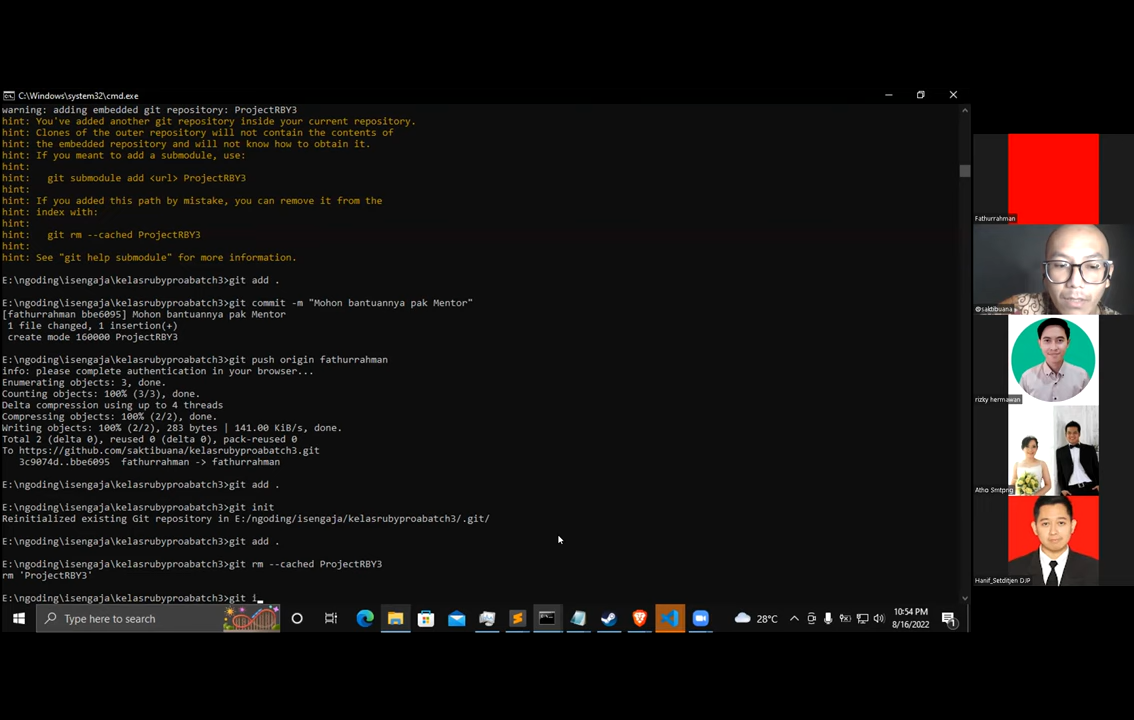 C:\Windows\system32\cmd.exe
warning: adding embedded git repository: ProjectRBY3
hint: You've added another git repository inside your current repository.
hint: Clones of the outer repository will not contain the contents of
hint: the embedded repository and will not know how to obtain it.
hint: If you meant to add a submodule, use:
hint:
hint:   git submodule add <url> ProjectRBY3
hint:
hint: If you added this path by mistake, you can remove it from the
hint: index with:
hint:
hint:   git rm --cached ProjectRBY3
hint:
hint: See "git help submodule" for more information.
E:\ngoding\isengaja\kelasrubyproabatch3>git add .
E:\ngoding\isengaja\kelasrubyproabatch3>git commit -m "Mohon bantuannya pak Mentor"
[fathurrahman bbe6095] Mohon bantuannya pak Mentor
1 file changed, 1 insertion(+)
create mode 160000 ProjectRBY3
E:\ngoding\isengaja\kelasrubyproabatch3>git push origin fathurrahman
info: please complete authentication in your browser...
Enumerating objects: 3, done.
Counting objects: 100% (3/3), done.
Delta compression using up to 4 threads
Compressing objects: 100% (2/2), done.
Writing objects: 100% (2/2), 283 bytes | 141.00 KiB/s, done.
Total 2 (delta 0), reused 0 (delta 0), pack-reused 0
To https://github.com/saktibuana/kelasrubyproabatch3.git
3c9074d..bbe6095  fathurrahman -> fathurrahman
E:\ngoding\isengaja\kelasrubyproabatch3>git add .
E:\ngoding\isengaja\kelasrubyproabatch3>git init
Reinitialized existing Git repository in E:/ngoding/isengaja/kelasrubyproabatch3/.git/
E:\ngoding\isengaja\kelasrubyproabatch3>git add .
E:\ngoding\isengaja\kelasrubyproabatch3>git rm --cached ProjectRBY3
rm 'ProjectRBY3'
E:\ngoding\isengaja\kelasrubyproabatch3>git i_
Type here to search
28°C
10:54 PM
8/16/2022
1
Fathurrahman
@saktibuana
rizky hermawan
Atho Smtprig
Hanif_Setditjen DJP